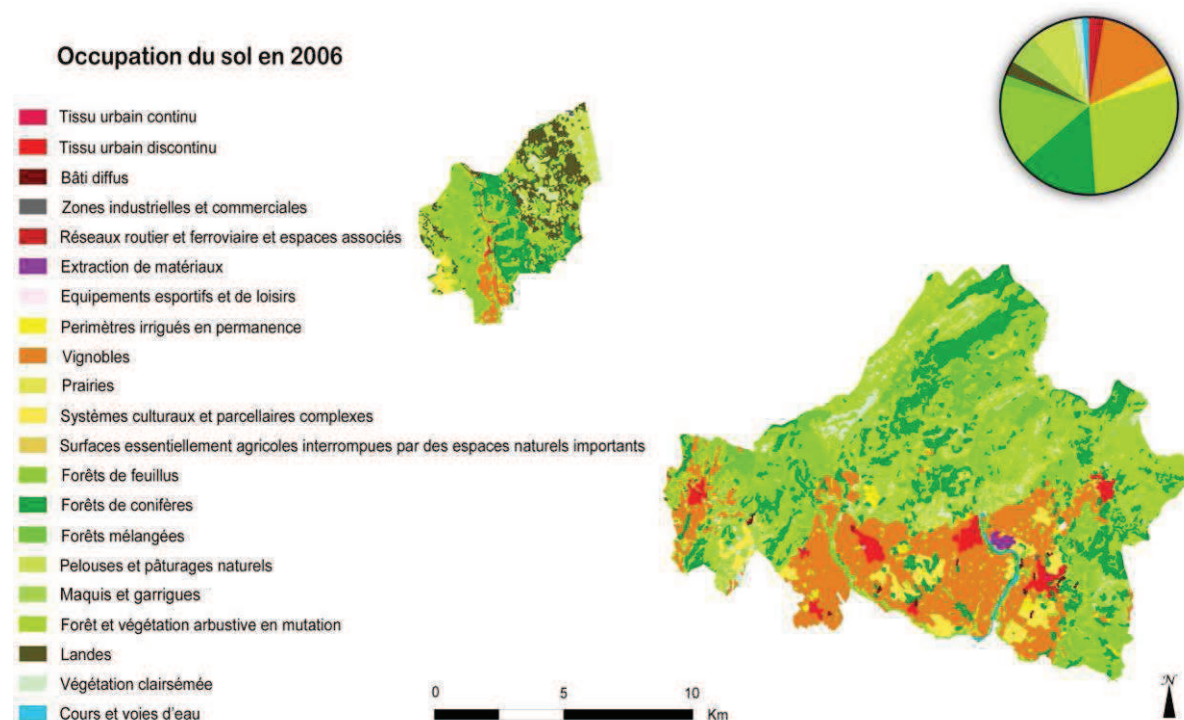 Occupation du sol en 2006
Tissu urbain continu
Tissu urbain discontinu
Bâti diffus
Zones industrielles et commerciales
Réseaux routier et ferroviaire et espaces associés
Extraction de matériaux
Equipements esportifs et de loisirs
Perimètres irrigués en permanence
Vignobles
Prairies
Systèmes culturaux et parcellaires complexes
Surfaces essentiellement agricoles interrompues par des espaces naturels importants
Forêts de feuillus
Forêts de conifères
Forêts mélangées
Pelouses et pâturages naturels
Maquis et garrigues
Forêt et végétation arbustive en mutation
Landes
Végétation clairsémée
Cours et voies d'eau
0 5 10
Km
N